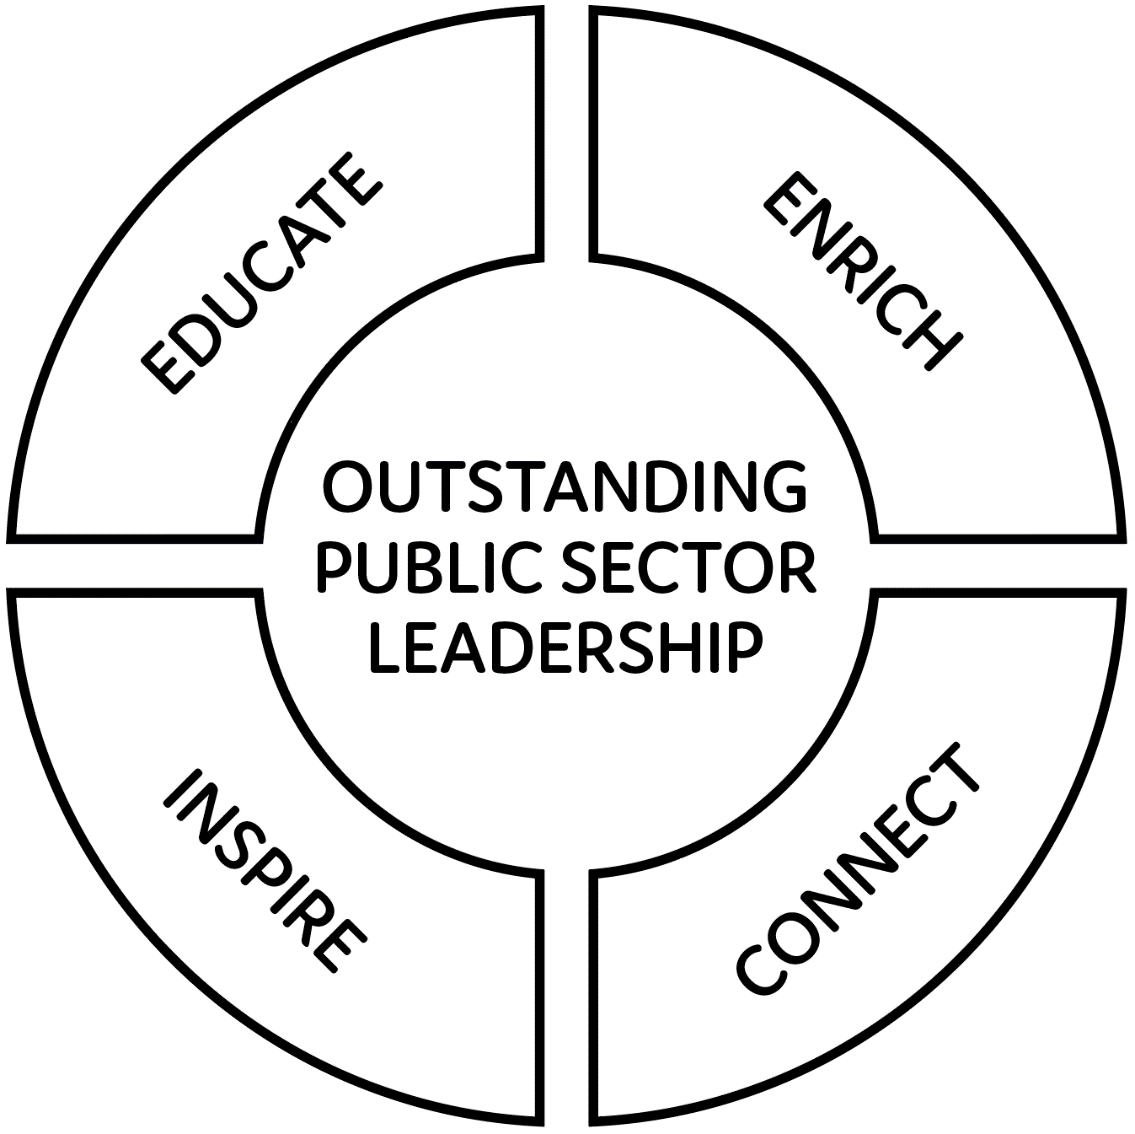 EDUCATE
ENRICH
OUTSTANDING
PUBLIC SECTOR
LEADERSHIP
INSPIRE
CONNECT